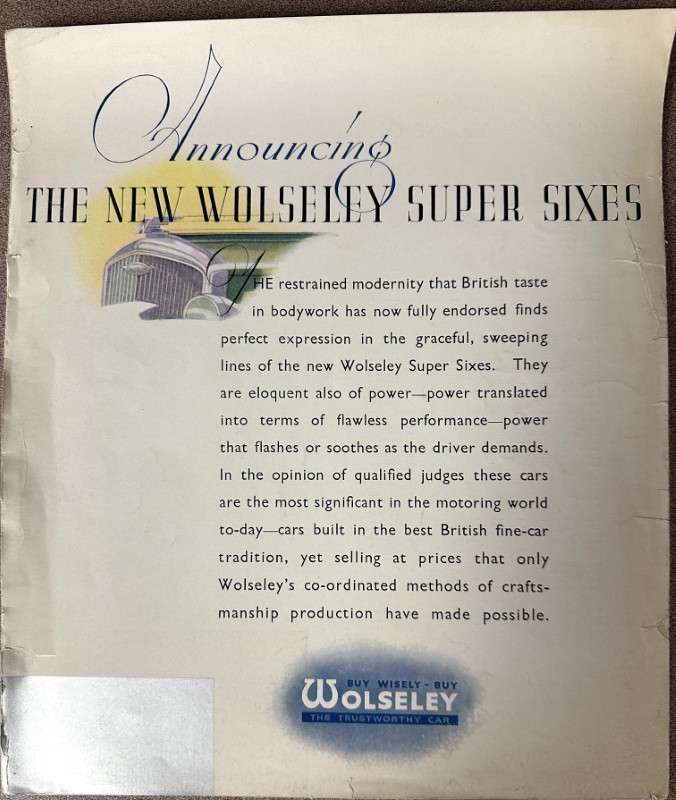 Announcing
THE NEW WOLSELEY SUPER SIXES
THE restrained modernity that British taste
in bodywork has now fully endorsed finds
perfect expression in the graceful, sweeping
lines of the new Wolseley Super Sixes. They
are eloquent also of power—power translated
into terms of flawless performance—power
that flashes or soothes as the driver demands.
In the opinion of qualified judges these cars
are the most significant in the motoring world
to-day—cars built in the best British fine-car
tradition, yet selling at prices that only
Wolseley's co-ordinated methods of crafts-
manship production have made possible.
BUY WISELY - BUY
WOLSELEY
THE TRUSTWORTHY CAR